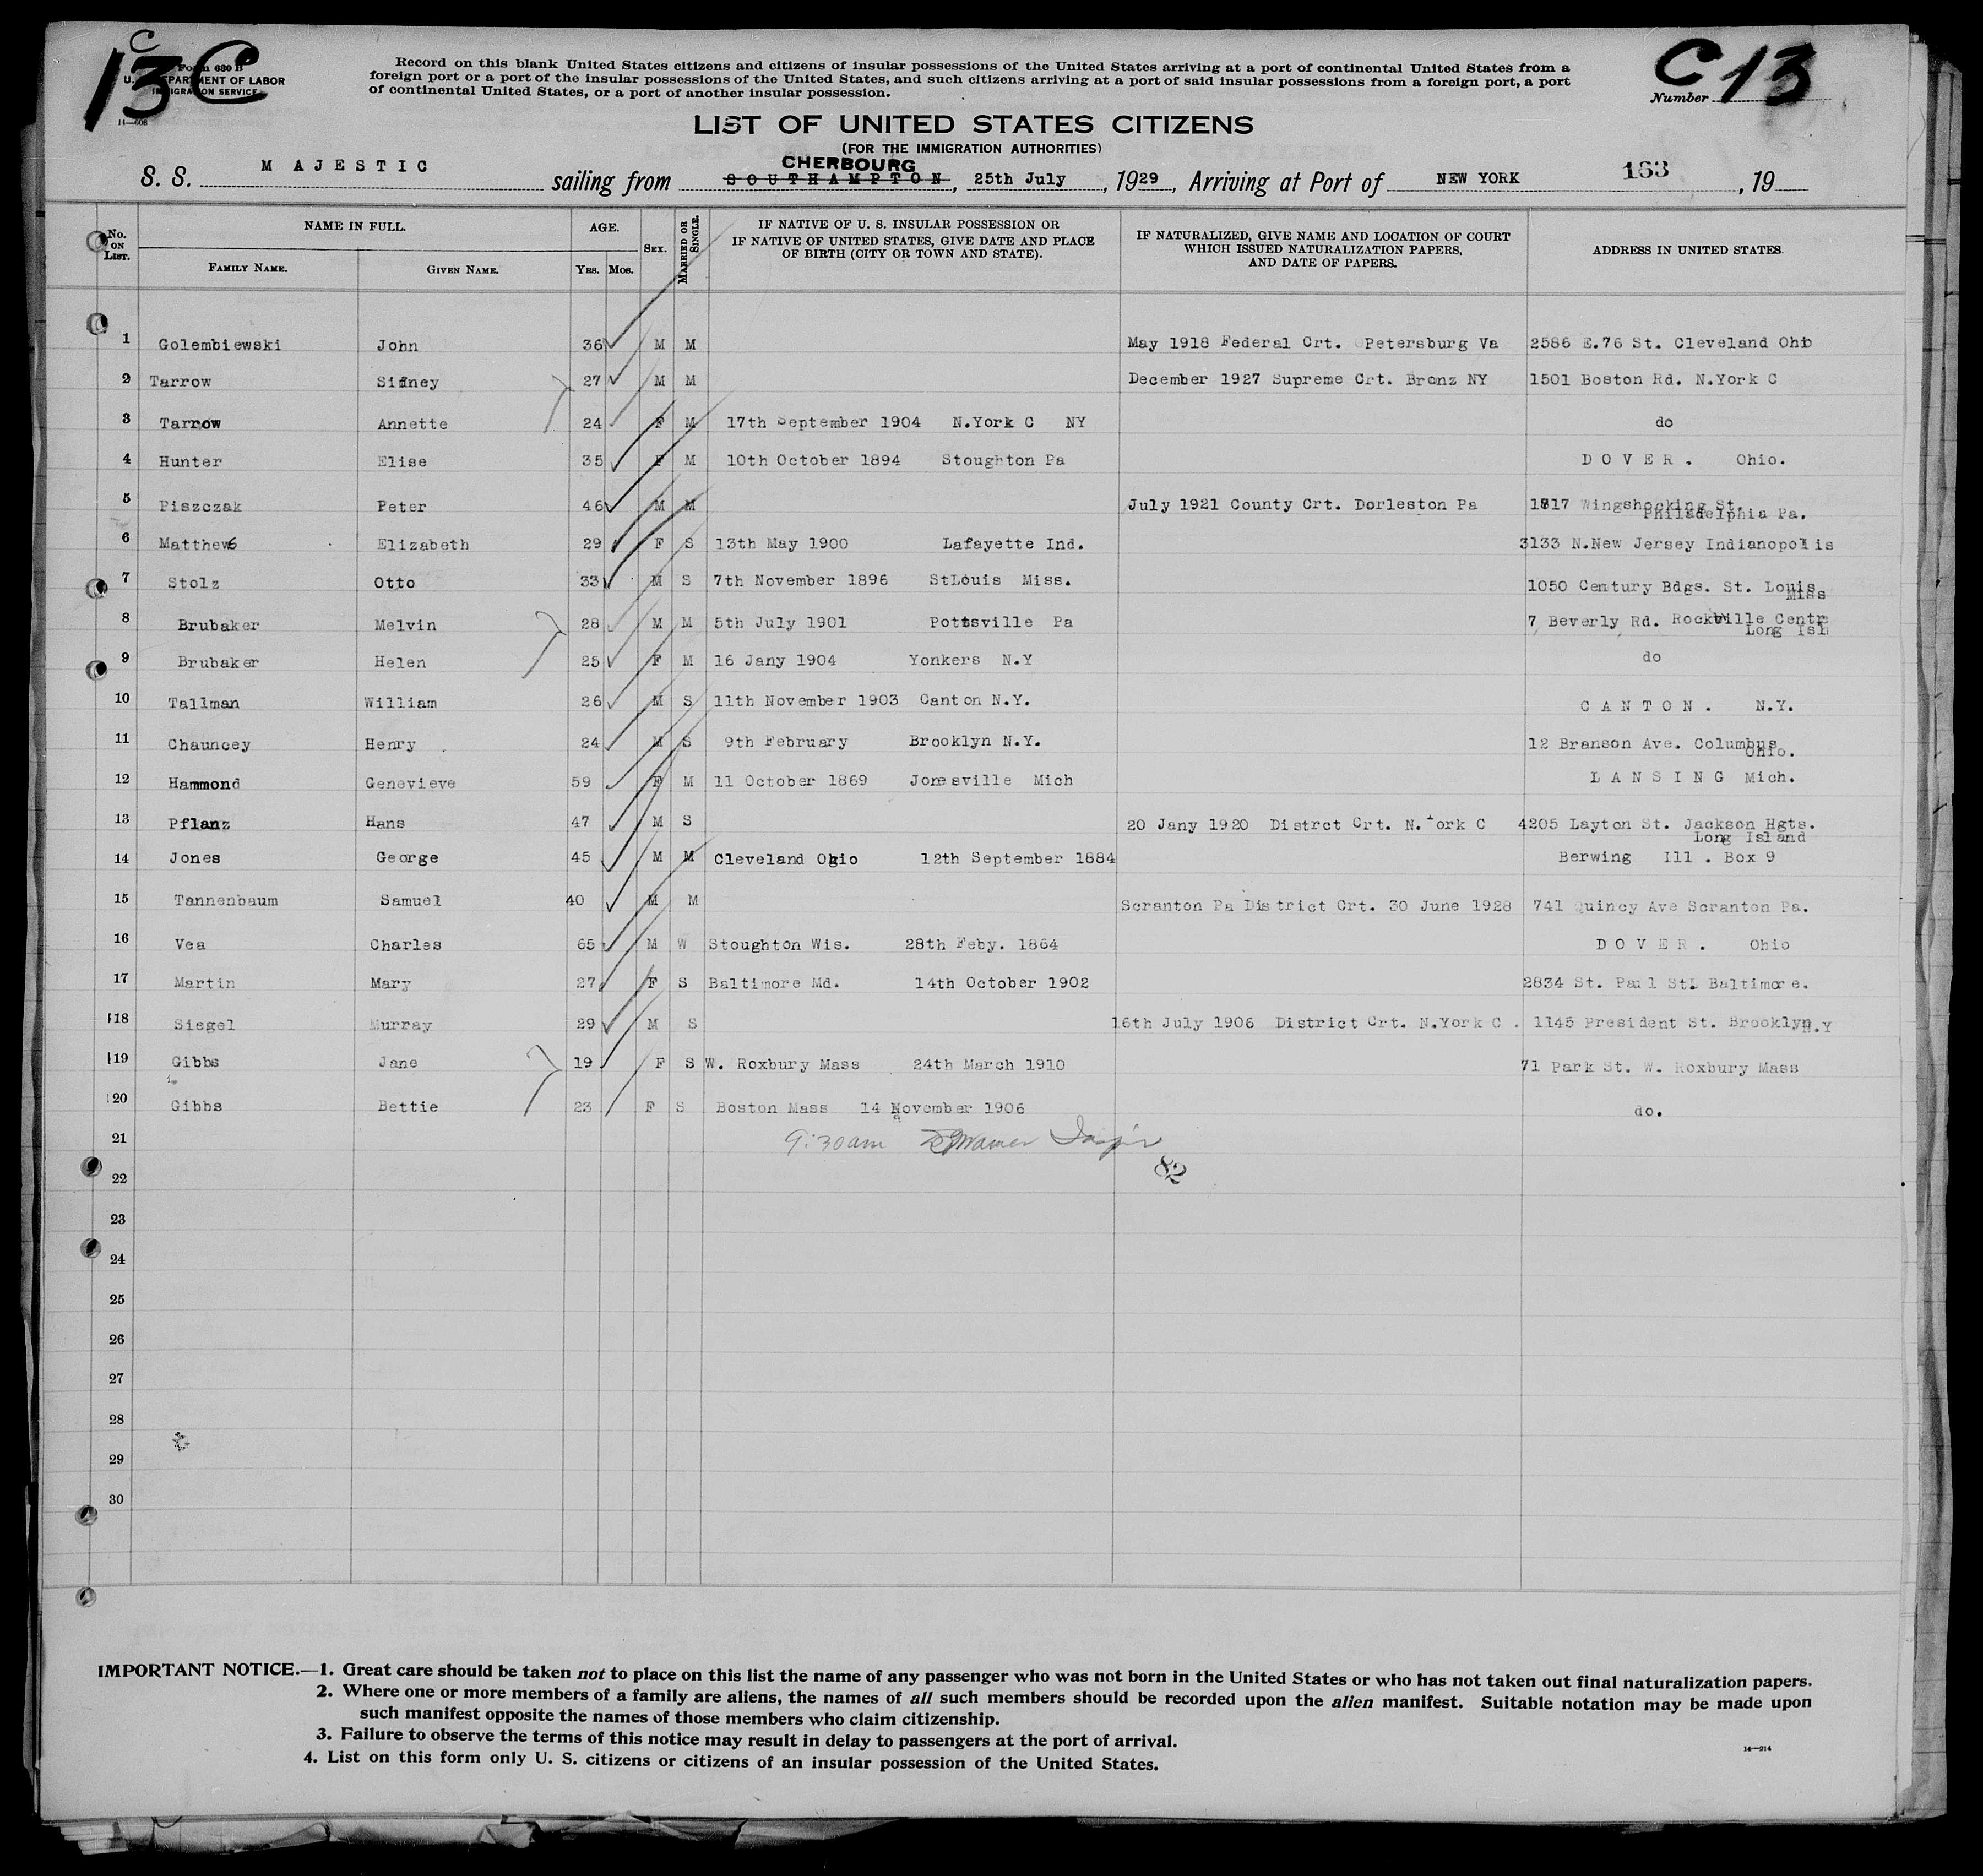 13 C C
C 13
Form 630 B
U. S. DEPARTMENT OF LABOR
IMMIGRATION SERVICE
14—608
Record on this blank United States citizens and citizens of insular possessions of the United States arriving at a port of continental United States from a
foreign port or a port of the insular possessions of the United States, and such citizens arriving at a port of said insular possessions from a foreign port, a port
of continental United States, or a port of another insular possession.
Number
LIST OF UNITED STATES CITIZENS
(FOR THE IMMIGRATION AUTHORITIES)
CHERBOURG
S. S. MAJESTIC sailing from SOUTHAMPTON, 25th July, 1929, Arriving at Port of NEW YORK 163, 19
No. ON LIST. NAME IN FULL. AGE. SEX. MARRIED OR SINGLE. IF NATIVE OF U. S. INSULAR POSSESSION OR IF NATIVE OF UNITED STATES, GIVE DATE AND PLACE OF BIRTH (CITY OR TOWN AND STATE). IF NATURALIZED, GIVE NAME AND LOCATION OF COURT WHICH ISSUED NATURALIZATION PAPERS, AND DATE OF PAPERS. ADDRESS IN UNITED STATES.
FAMILY NAME. GIVEN NAME. YRS. MOS.
1 Golembiewski John 36 M M May 1918 Federal Crt. Petersburg Va 2586 E.76 St. Cleveland Ohio
2 Tarrow Sidney 27 M M December 1927 Supreme Crt. Bronz NY 1501 Boston Rd. N.York C
3 Tarrow Annette 24 F M 17th September 1904 N.York C NY do
4 Hunter Elise 35 F M 10th October 1894 Stoughton Pa DOVER. Ohio.
5 Piszczak Peter 46 M M July 1921 County Crt. Dorleston Pa 1817 Wingshocking St.
Philadelphia Pa.
6 Matthews Elizabeth 29 F S 13th May 1900 Lafayette Ind. 3133 N.New Jersey Indianopolis
7 Stolz Otto 33 M S 7th November 1896 StLouis Miss. 1050 Century Bdgs. St. Louis
Miss
8 Brubaker Melvin 28 M M 5th July 1901 Pottsville Pa 7 Beverly Rd. Rockville Centr
Long Isl
9 Brubaker Helen 25 F M 16 Jany 1904 Yonkers N.Y do
10 Tallman William 26 M S 11th November 1903 Canton N.Y. CANTON. N.Y.
11 Chauncey Henry 24 M S 9th February Brooklyn N.Y. 12 Branson Ave. Columbus
Ohio.
12 Hammond Genevieve 59 F M 11 October 1869 Jonesville Mich LANSING Mich.
13 Pflanz Hans 47 M S 20 Jany 1920 Distrct Crt. N.York C 4205 Layton St. Jackson Hgts.
Long Island
14 Jones George 45 M M Cleveland Ohio 12th September 1884 Berwing Ill . Box 9
15 Tannenbaum Samuel 40 M M Scranton Pa District Crt. 30 June 1928 741 Quincy Ave Scranton Pa.
16 Vea Charles 65 M W Stoughton Wis. 28th Feby. 1864 DOVER. Ohio
17 Martin Mary 27 F S Baltimore Md. 14th October 1902 2834 St. Paul St. Baltimore.
18 Siegel Murray 29 M S 16th July 1906 District Crt. N.York C . 1145 President St. Brooklyn
N.Y
19 Gibbs Jane 19 F S W. Roxbury Mass 24th March 1910 71 Park St. W. Roxbury Mass
20 Gibbs Bettie 23 F S Boston Mass 14 November 1906 do.
21 9:30am
82
22
23
24
25
26
27
28
29
30
IMPORTANT NOTICE.—1. Great care should be taken not to place on this list the name of any passenger who was not born in the United States or who has not taken out final naturalization papers.
2. Where one or more members of a family are aliens, the names of all such members should be recorded upon the alien manifest. Suitable notation may be made upon
such manifest opposite the names of those members who claim citizenship.
3. Failure to observe the terms of this notice may result in delay to passengers at the port of arrival.
4. List on this form only U. S. citizens or citizens of an insular possession of the United States.
14—214